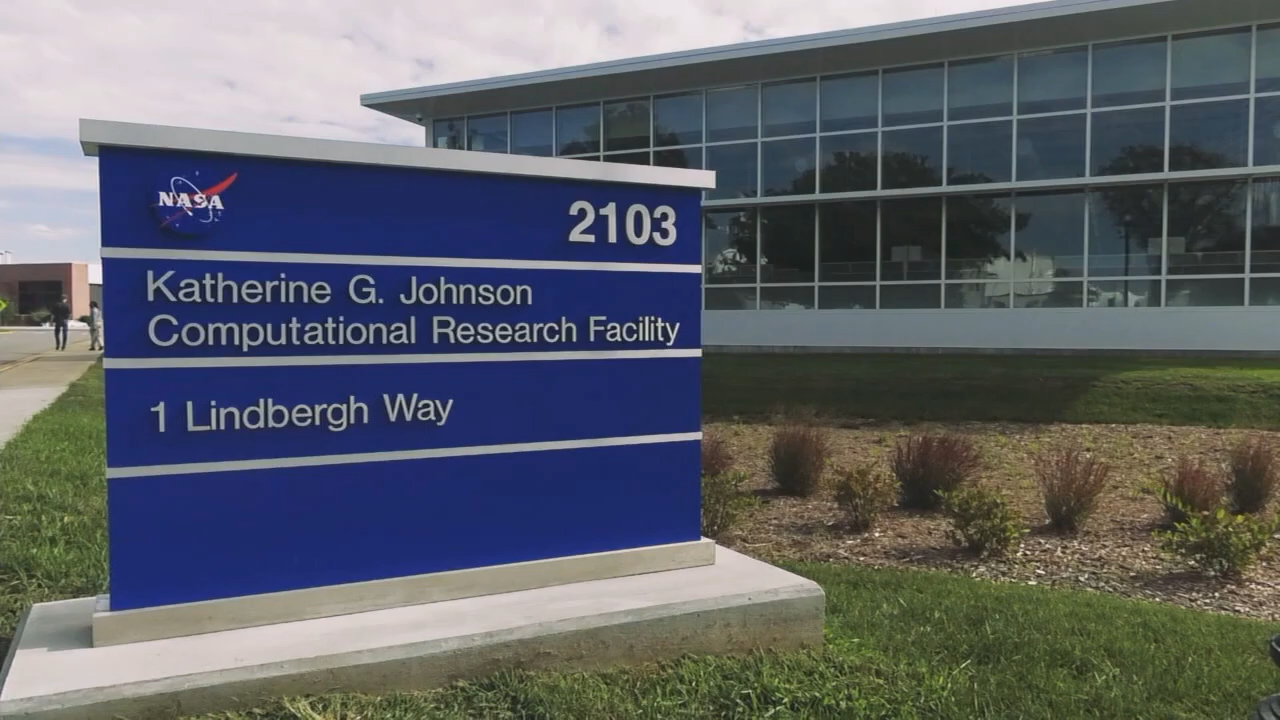 NASA
2103
Katherine G. Johnson
Computational Research Facility
1 Lindbergh Way